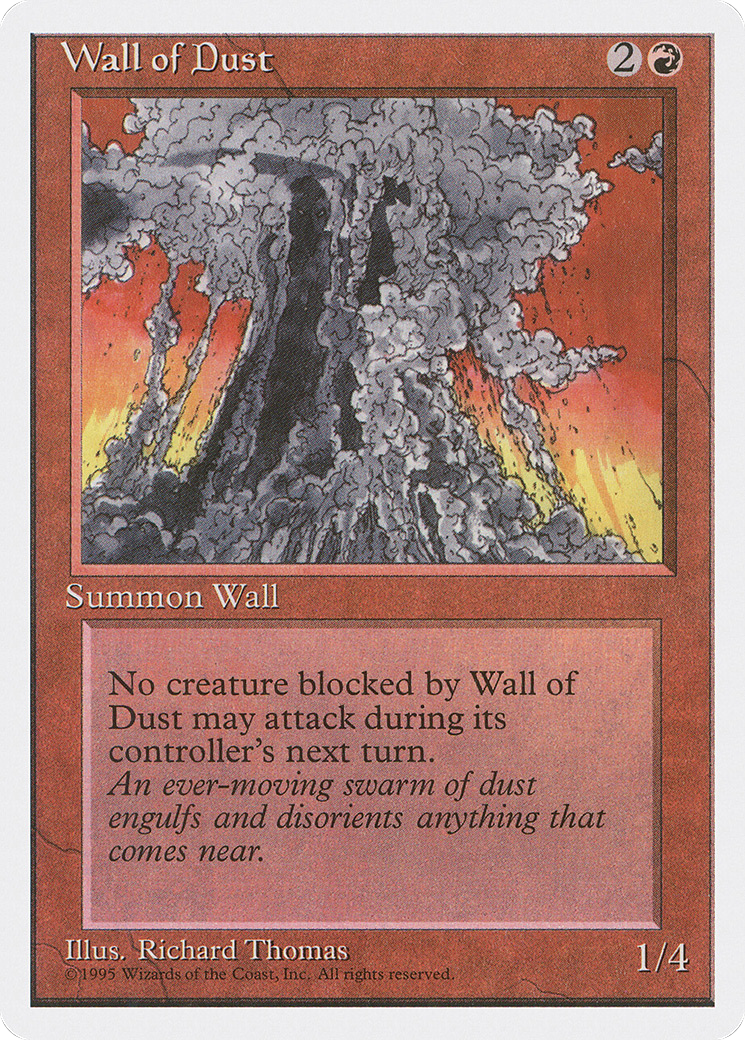 Wall of Dust
2
Summon Wall
No creature blocked by Wall of
Dust may attack during its
controller's next turn.
An ever-moving swarm of dust
engulfs and disorients anything that
comes near.
Illus. Richard Thomas
1/4
©1995 Wizards of the Coast, Inc. All rights reserved.